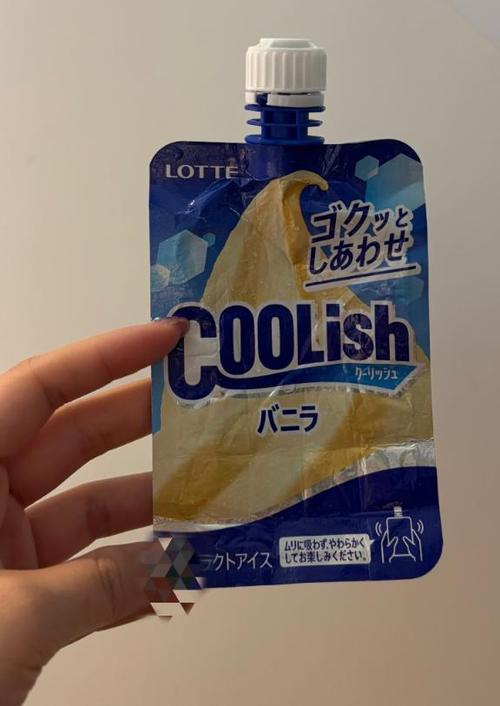 LOTTE
ゴクッと
しあわせ
COOLish
クーリッシュ
バニラ
ラクトアイス
ムリに吸わず、やわらかく
してお楽しみください。